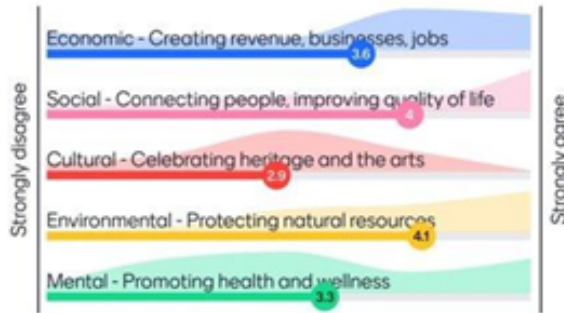 Strongly disagree
Economic - Creating revenue, businesses, jobs
3.6
Social - Connecting people, improving quality of life
4
Cultural - Celebrating heritage and the arts
2.9
Environmental - Protecting natural resources
4.1
Mental - Promoting health and wellness
3.3
Strongly agree